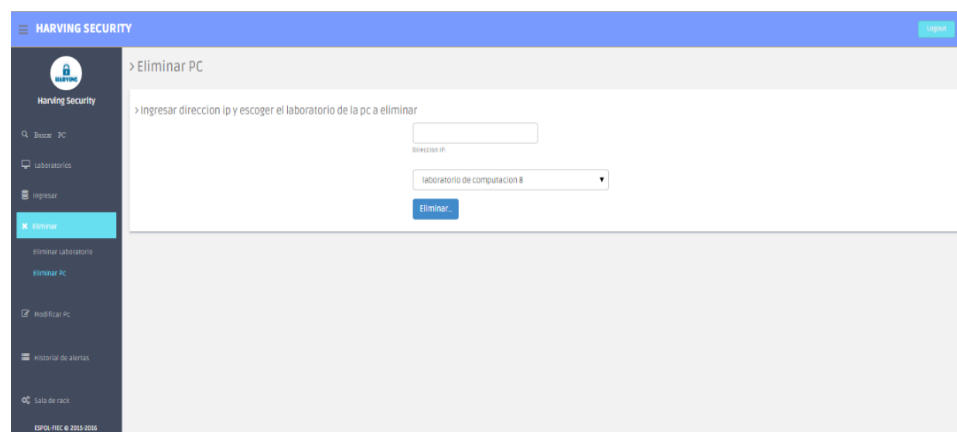 HARVING SECURITY
Logout
HARVING
Harving Security
Buscar PC
Laboratorios
Ingresar
Eliminar
Eliminar Laboratorio
Eliminar Pc
Modificar Pc
Historial de alertas
Sala de rack
ESPOL-FIEC © 2015-2016
> Eliminar PC
> Ingresar direccion ip y escoger el laboratorio de la pc a eliminar
Direccion IP:
laboratorio de computacion B
Eliminar..